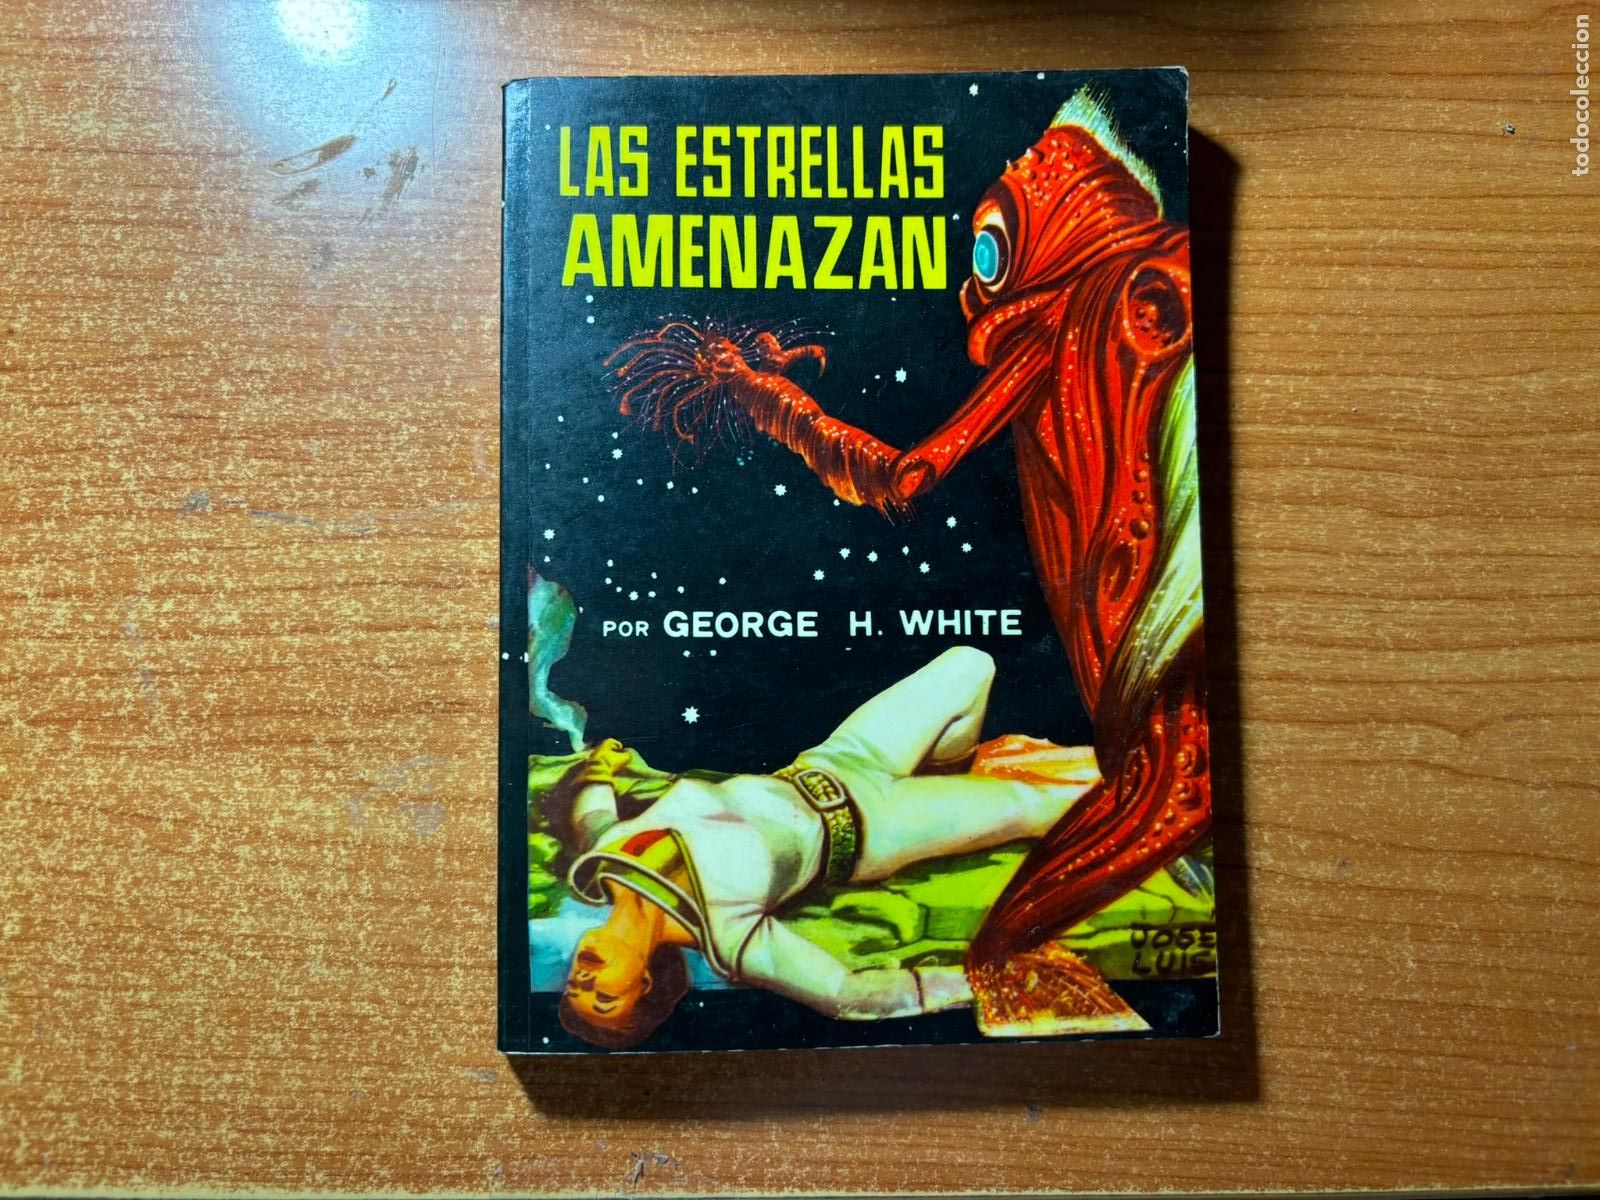 LAS ESTRELLAS
AMENAZAN
POR GEORGE H. WHITE
JOSE
LUIS
todocoleccion